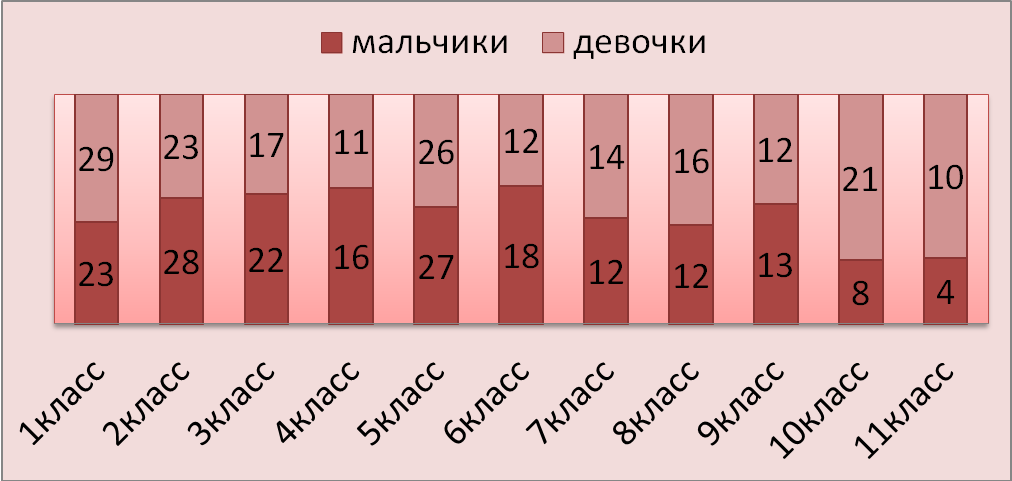 мальчики девочки
29 23 17 11 26 12 14 16 12 21 10
23 28 22 16 27 18 12 12 13 8 4
1класс 2класс 3класс 4класс 5класс 6класс 7класс 8класс 9класс 10класс 11класс